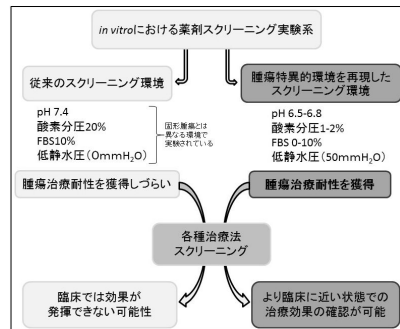 in vitroにおける薬剤スクリーニング実験系
従来のスクリーニング環境
pH 7.4
酸素分圧20%
FBS10%
低静水圧（0mmH₂O）
固形腫瘍とは
異なる環境で
実験されている
腫瘍特異的環境を再現した
スクリーニング環境
pH 6.5-6.8
酸素分圧1-2%
FBS 0-10%
低静水圧（50mmH₂O）
腫瘍治療耐性を獲得しづらい
腫瘍治療耐性を獲得
各種治療法
スクリーニング
臨床では効果が
発揮できない可能性
より臨床に近い状態での
治療効果の確認が可能